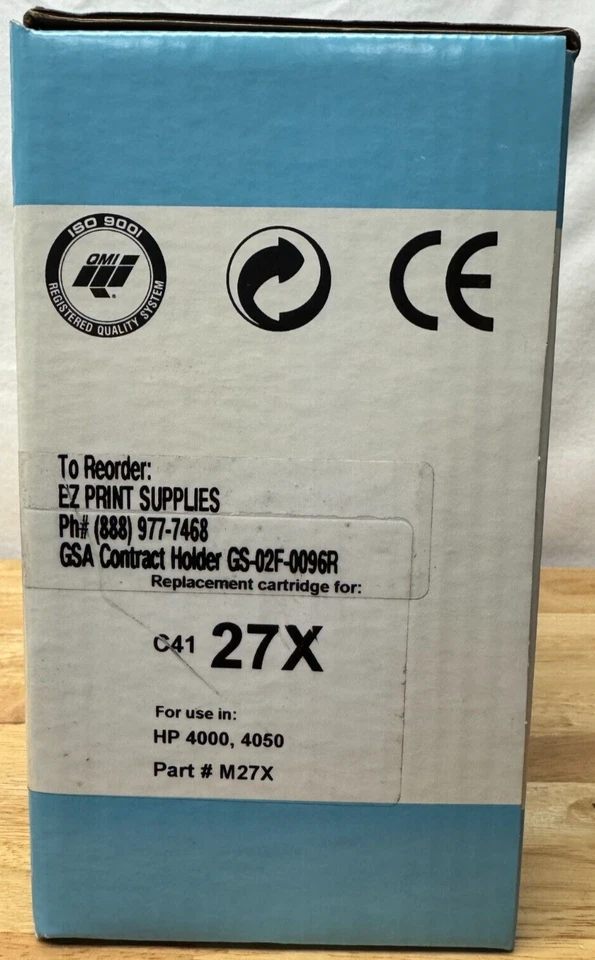 ISO 9001
QMI
®
REGISTERED QUALITY SYSTEM
CE
To Reorder:
EZ PRINT SUPPLIES
Ph# (888) 977-7468
GSA Contract Holder GS-02F-0096R
Replacement cartridge for:
C41 27X
For use in:
HP 4000, 4050
Part # M27X